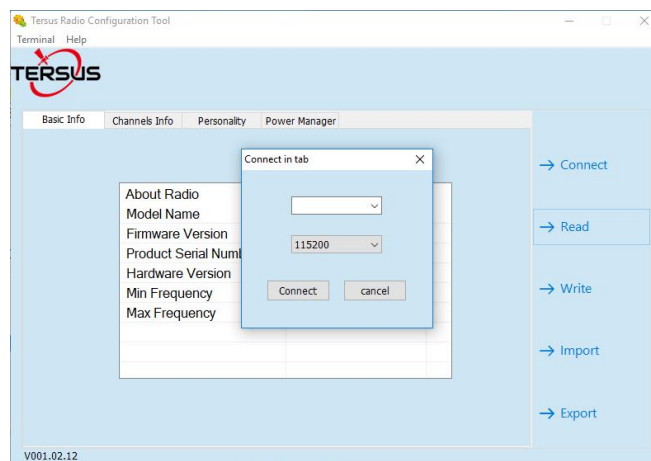 Tersus Radio Configuration Tool
Terminal Help
TERSUS
Basic Info Channels Info Personality Power Manager
Connect in tab
About Radio
Model Name
Firmware Version
Product Serial
Hardware Version
Min Frequency
Max Frequency
115200
Connect cancel
Connect
Read
Write
Import
Export
V001.02.12